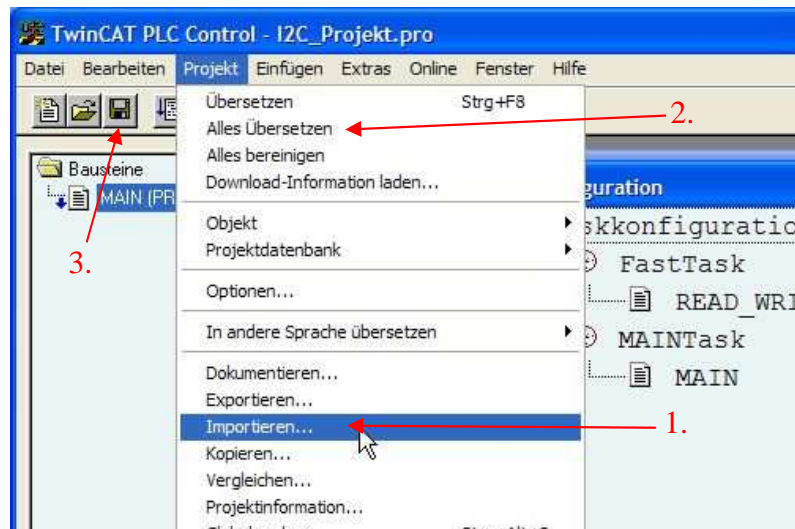 TwinCAT PLC Control - I2C_Projekt.pro
Datei Bearbeiten Projekt Einfügen Extras Online Fenster Hilfe
Übersetzen Strg+F8
2.
Alles Übersetzen
Alles bereinigen
Bausteine
Download-Information laden...
guration
MAIN (PR
Objekt
skkonfiguratio
Projektdatenbank
3.
FastTask
Optionen...
READ_WRI
In andere Sprache übersetzen
MAINTask
Dokumentieren...
MAIN
Exportieren...
Importieren...
1.
Kopieren...
Vergleichen...
Projektinformation...